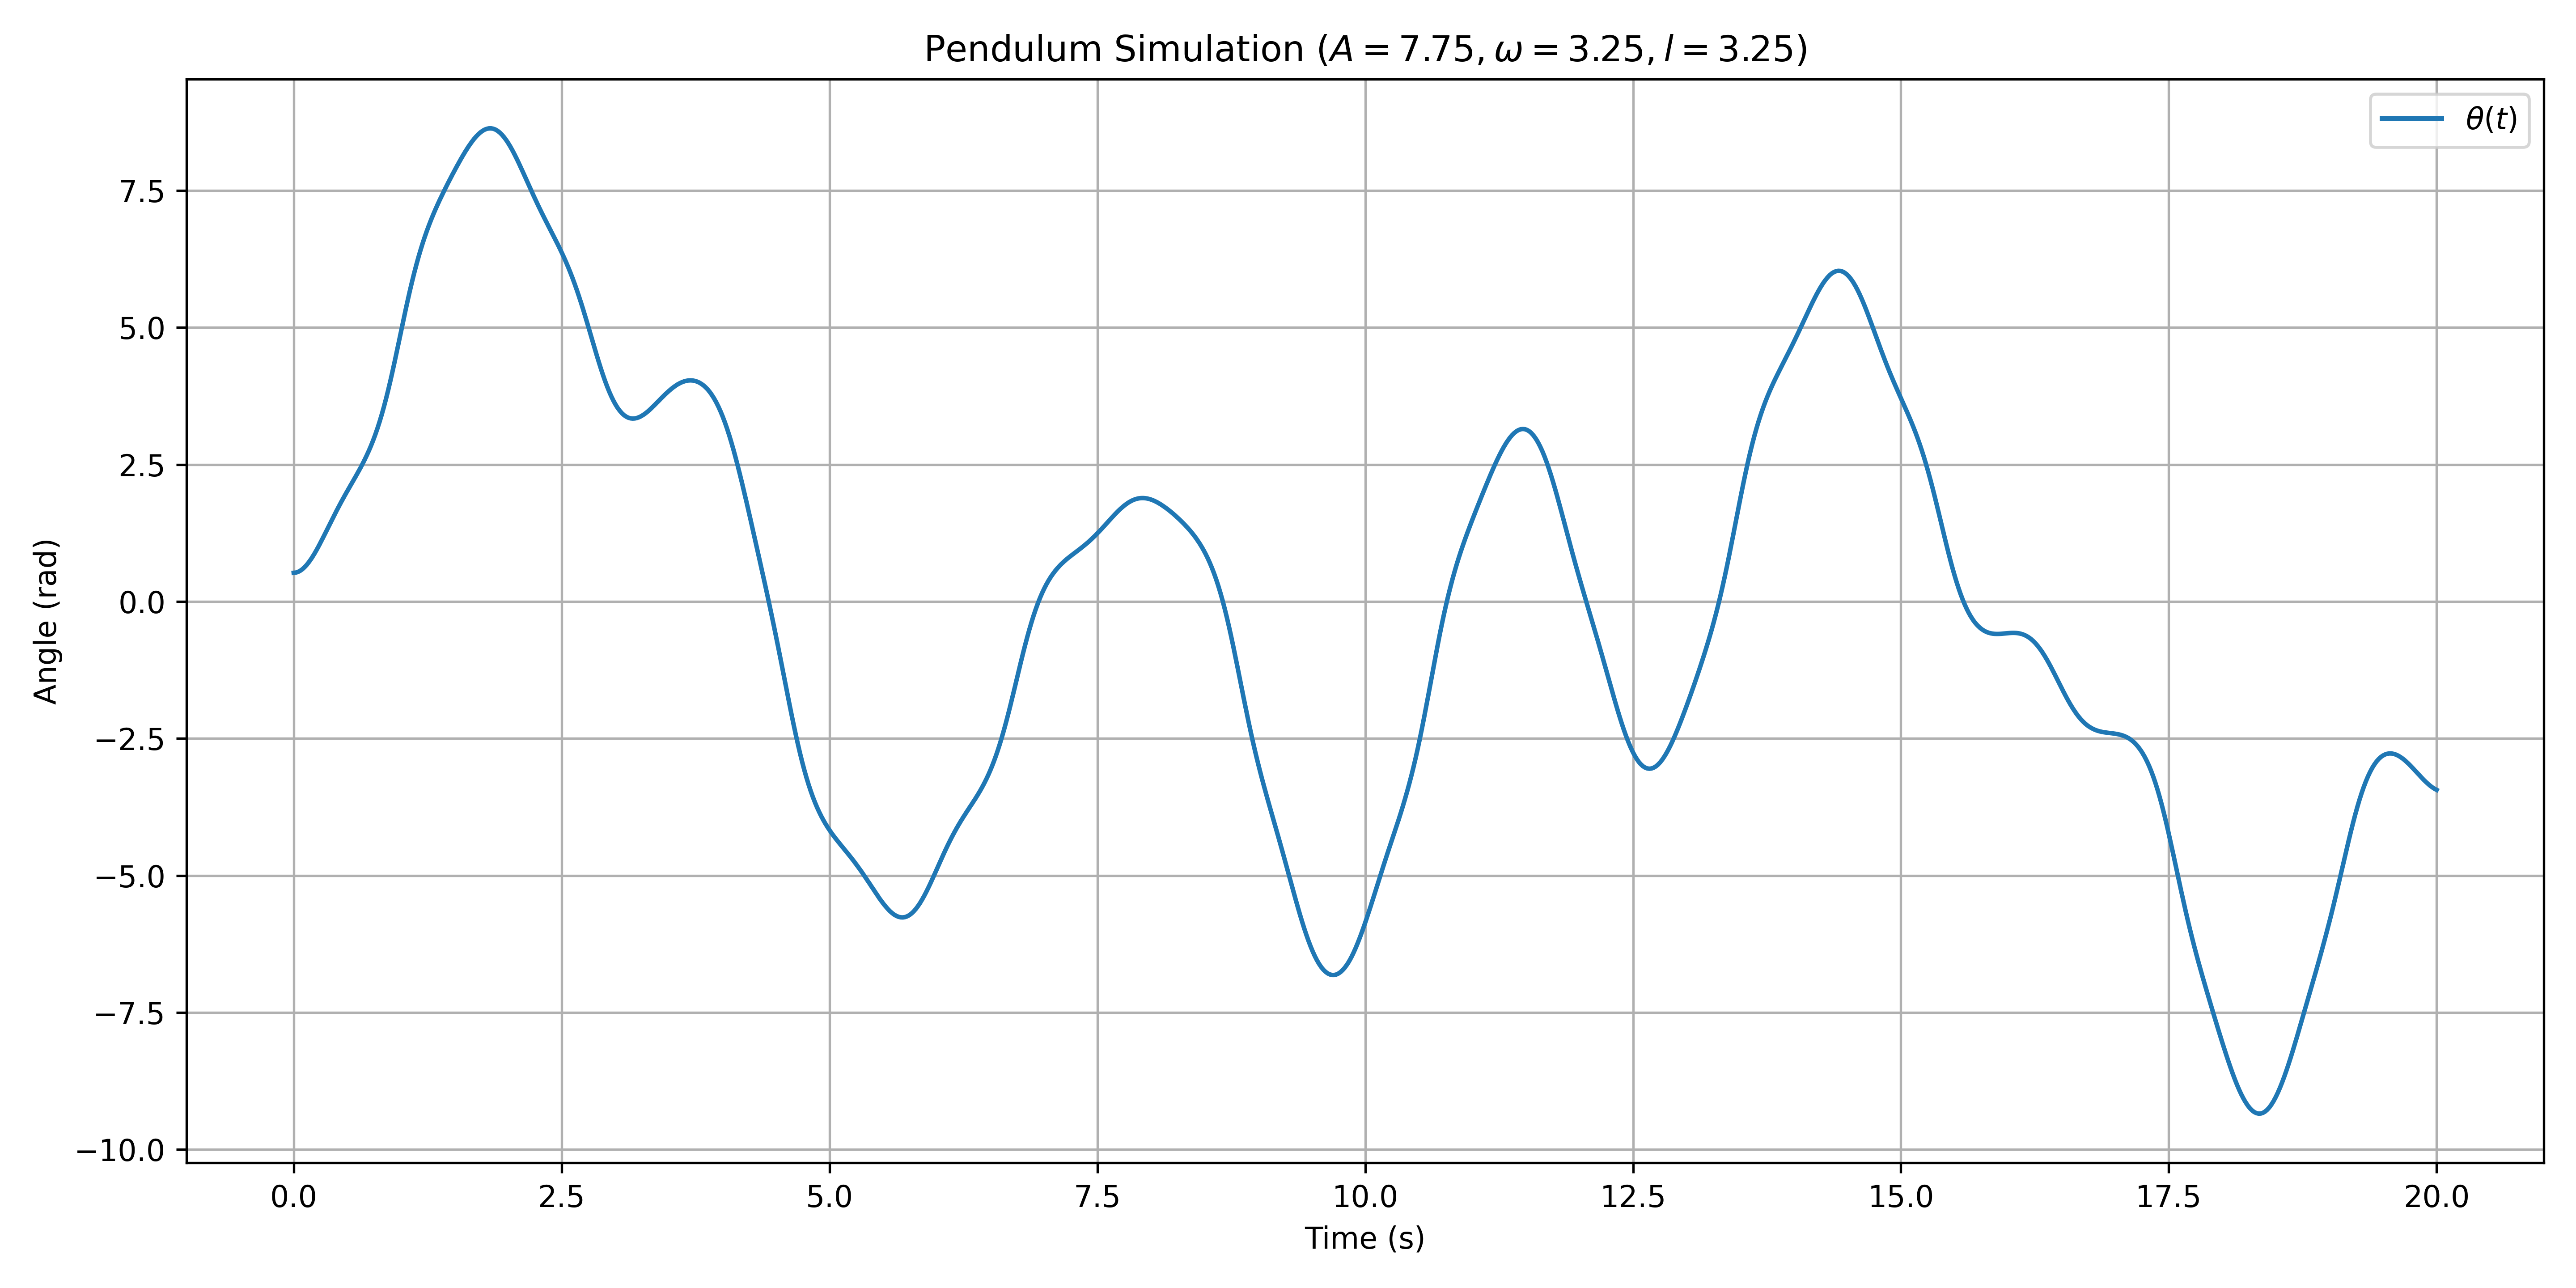 Pendulum Simulation (A = 7.75, ω = 3.25, l = 3.25)
θ(t)
Angle (rad)
7.5
5.0
2.5
0.0
−2.5
−5.0
−7.5
−10.0
0.0 2.5 5.0 7.5 10.0 12.5 15.0 17.5 20.0
Time (s)